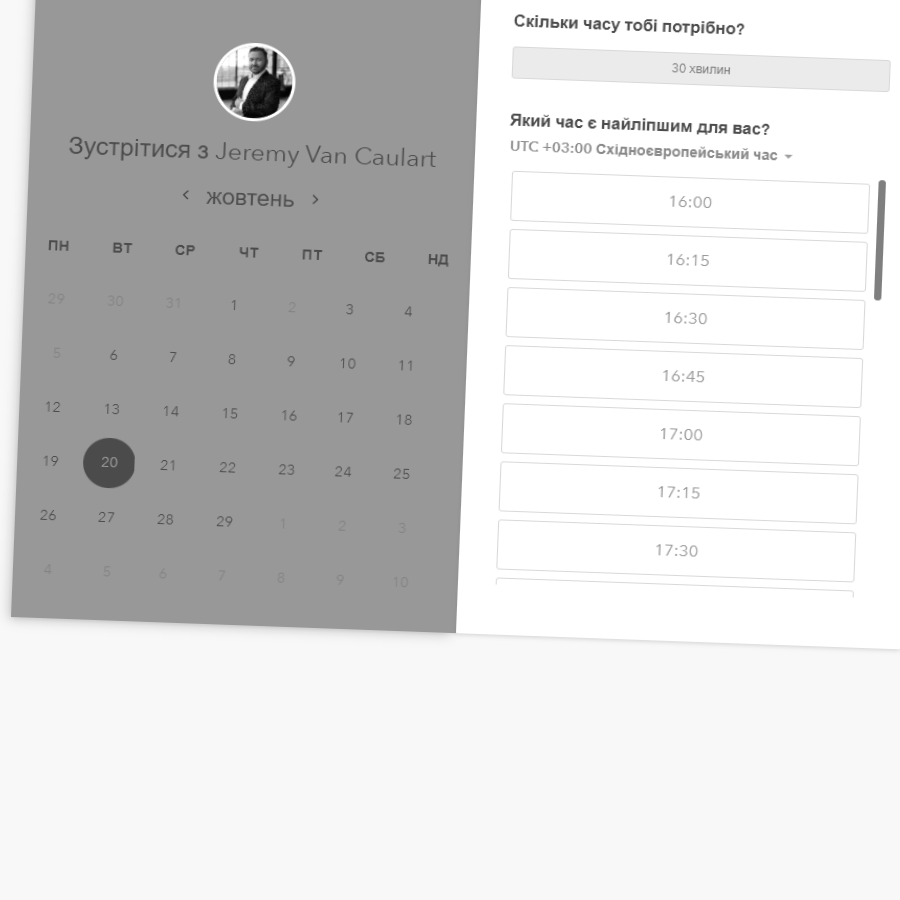 Зустрітися з Jeremy Van Caulart
жовтень
ПН ВТ СР ЧТ ПТ СБ НД
29 30 31 1 2 3 4
5 6 7 8 9 10 11
12 13 14 15 16 17 18
19 20 21 22 23 24 25
26 27 28 29 1 2 3
4 5 6 7 8 9 10
Скільки часу тобі потрібно?
30 хвилин
Який час є найліпшим для вас?
UTC +03:00 Східноєвропейський час
16:00
16:15
16:30
16:45
17:00
17:15
17:30